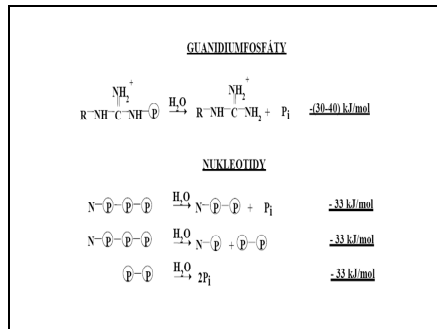 GUANIDIUMFOSFÁTY
NH₂⁺ NH₂⁺
R—NH—C—NH—P H₂O R—NH—C—NH₂ + Pi -(30-40) kJ/mol
NUKLEOTIDY
N—P—P—P H₂O N—P—P + Pi - 33 kJ/mol
N—P—P—P H₂O N—P + P—P - 33 kJ/mol
P—P H₂O 2Pi - 33 kJ/mol